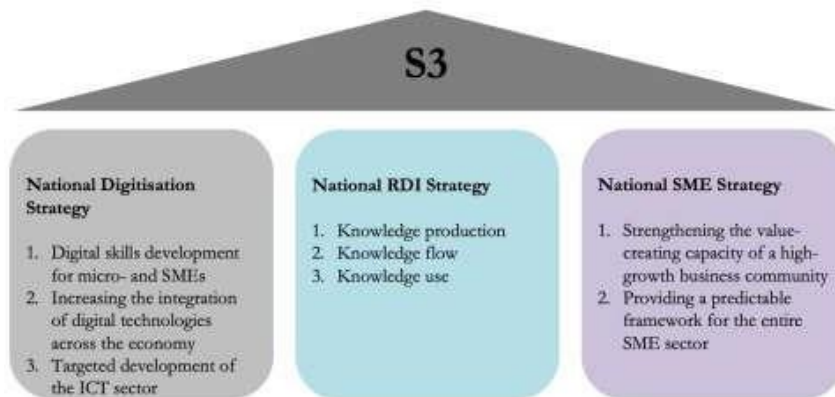 S3
National Digitisation
Strategy
1. Digital skills development
for micro- and SMEs
2. Increasing the integration
of digital technologies
across the economy
3. Targeted development of
the ICT sector
National RDI Strategy
1. Knowledge production
2. Knowledge flow
3. Knowledge use
National SME Strategy
1. Strengthening the value-
creating capacity of a high-
growth business community
2. Providing a predictable
framework for the entire
SME sector